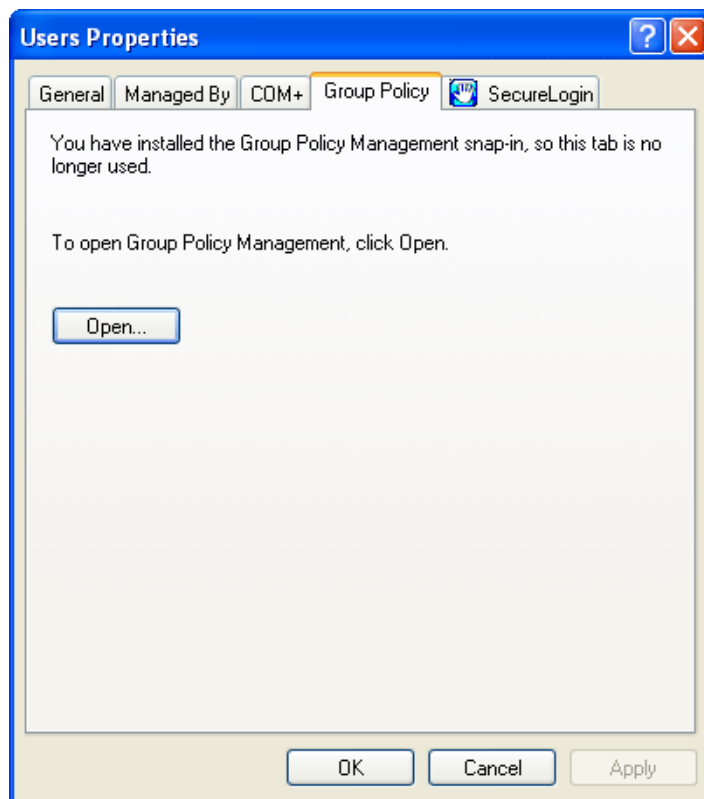 Users Properties
?
General Managed By COM+ Group Policy SecureLogin
You have installed the Group Policy Management snap-in, so this tab is no
longer used.
To open Group Policy Management, click Open.
Open...
OK Cancel Apply